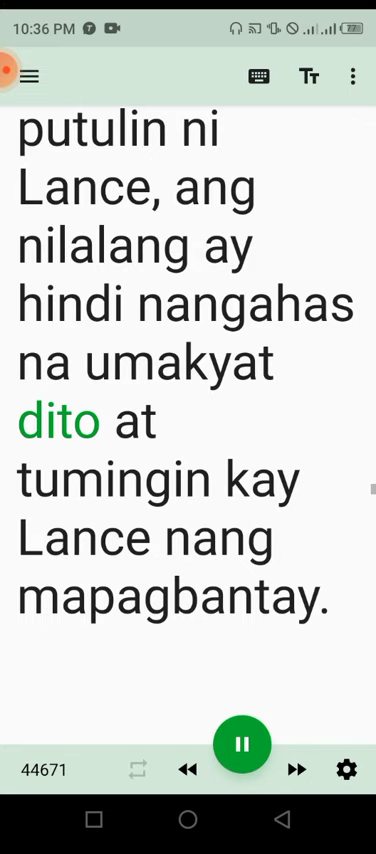 10:36 PM
77
putulin ni
Lance, ang
nilalang ay
hindi nangahas
na umakyat
dito at
tumingin kay
Lance nang
mapagbantay.
44671